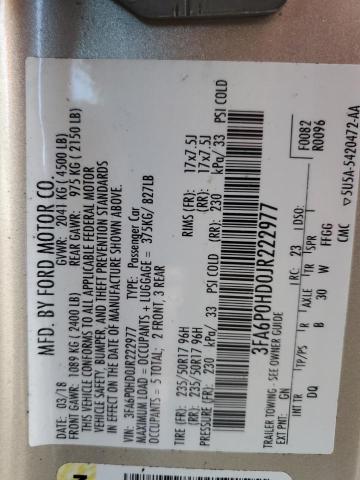 MFD. BY FORD MOTOR CO.
DATE: 03/18 GVWR: 2041 KG ( 4500 LB)
FRONT GAWR: 1089 KG (2400 LB) REAR GAWR: 975 KG (2150 LB)
THIS VEHICLE CONFORMS TO ALL APPLICABLE FEDERAL MOTOR
VEHICLE SAFETY, BUMPER, AND THEFT PREVENTION STANDARDS
IN EFFECT ON THE DATE OF MANUFACTURE SHOWN ABOVE.
VIN: 3FA6P0HD0JR222977 TYPE: Passenger Car
MAXIMUM LOAD = OCCUPANTS + LUGGAGE = 375KG/ 827LB
OCCUPANTS = 5 TOTAL: 2 FRONT, 3 REAR
TIRE (FR): 235/50R17 96H RIMS (FR): 17x7.5J
TIRE (RR): 235/50R17 96H (RR): 17x7.5J
PRESSURE (FR): 230 kPa/ 33 PSI COLD (RR): 230 kPa/ 33 PSI COLD
3FA6P0HD0JR222977
F0082
R0096
TRAILER TOWING - SEE OWNER GUIDE
EXT PNT: GN RC: 23 DSO:
INT TR TP/PS R AXLE TR SPR
DQ B 30 W FFGG
CMC 5U5A-5420472-AA